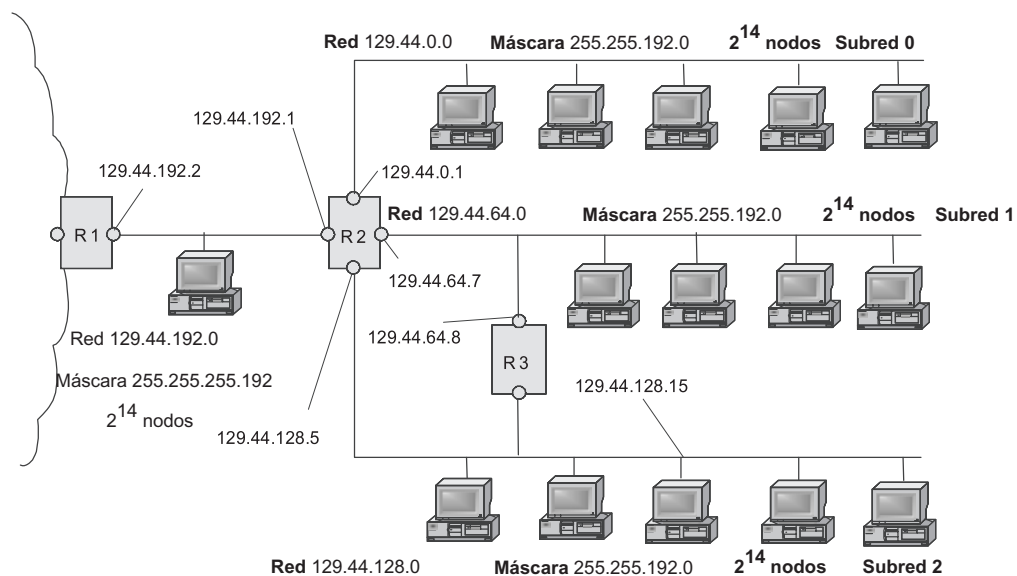 Red 129.44.0.0 Máscara 255.255.192.0 2^14 nodos Subred 0
129.44.192.1
129.44.192.2
129.44.0.1
R1
R2
Red 129.44.64.0 Máscara 255.255.192.0 2^14 nodos Subred 1
129.44.64.7
129.44.64.8
Red 129.44.192.0
R3
Máscara 255.255.255.192
129.44.128.15
2^14 nodos
129.44.128.5
Red 129.44.128.0 Máscara 255.255.192.0 2^14 nodos Subred 2